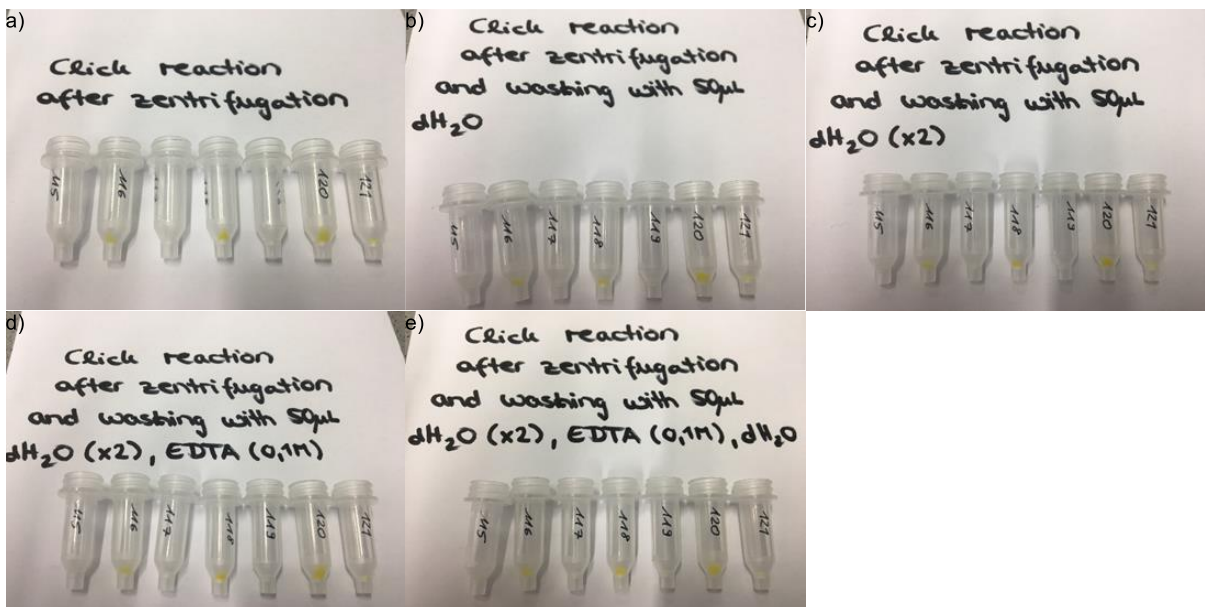 a)
Click reaction
after zentrifugation
115
116
120
121
b)
Click reaction
after zentrifugation
and washing with 50µL
dH₂O
115
116
117
118
119
120
121
c)
Click reaction
after zentrifugation
and washing with 50µL
dH₂O (x2)
115
116
117
118
119
120
121
d)
Click reaction
after zentrifugation
and washing with 50µL
dH₂O (x2), EDTA (0,1M)
115
116
117
118
119
120
121
e)
Click reaction
after zentrifugation
and washing with 50µL
dH₂O (x2), EDTA (0,1M), dH₂O
115
116
117
118
119
120
121